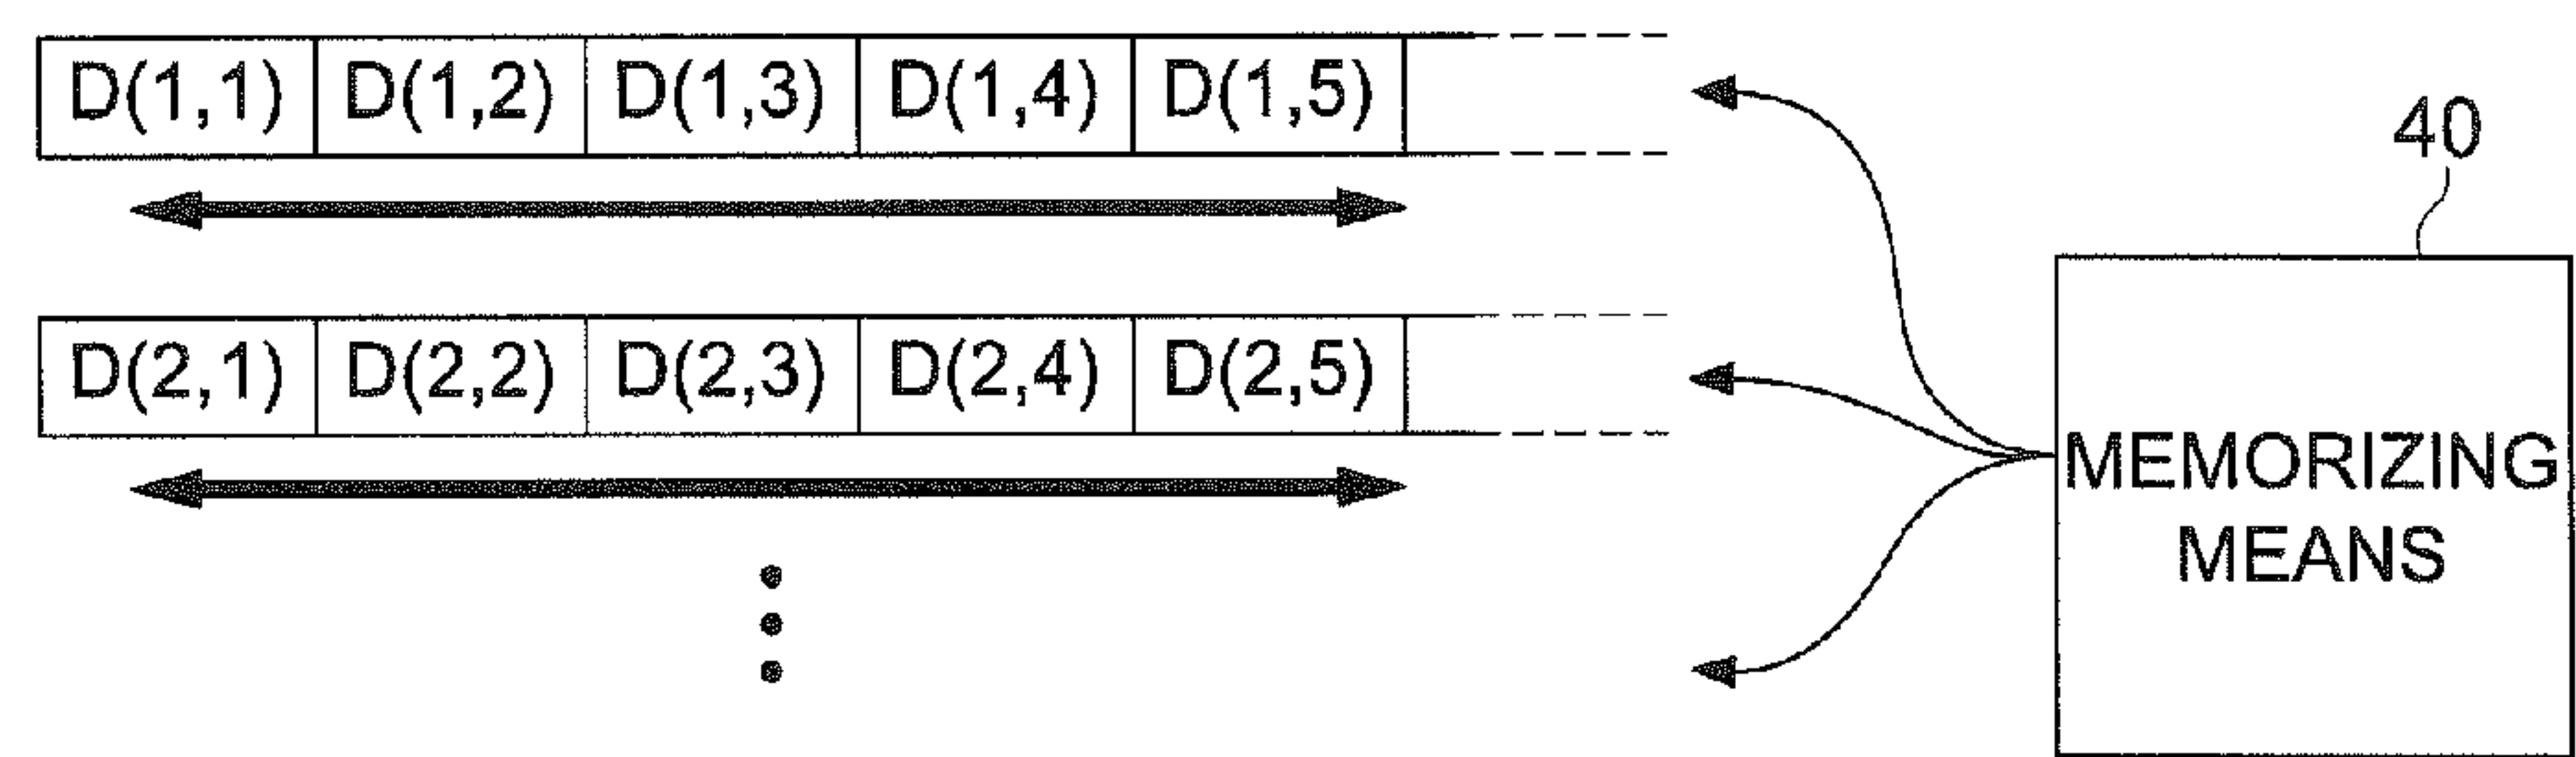 D(1,1) D(1,2) D(1,3) D(1,4) D(1,5)
40
D(2,1) D(2,2) D(2,3) D(2,4) D(2,5)
MEMORIZING
MEANS